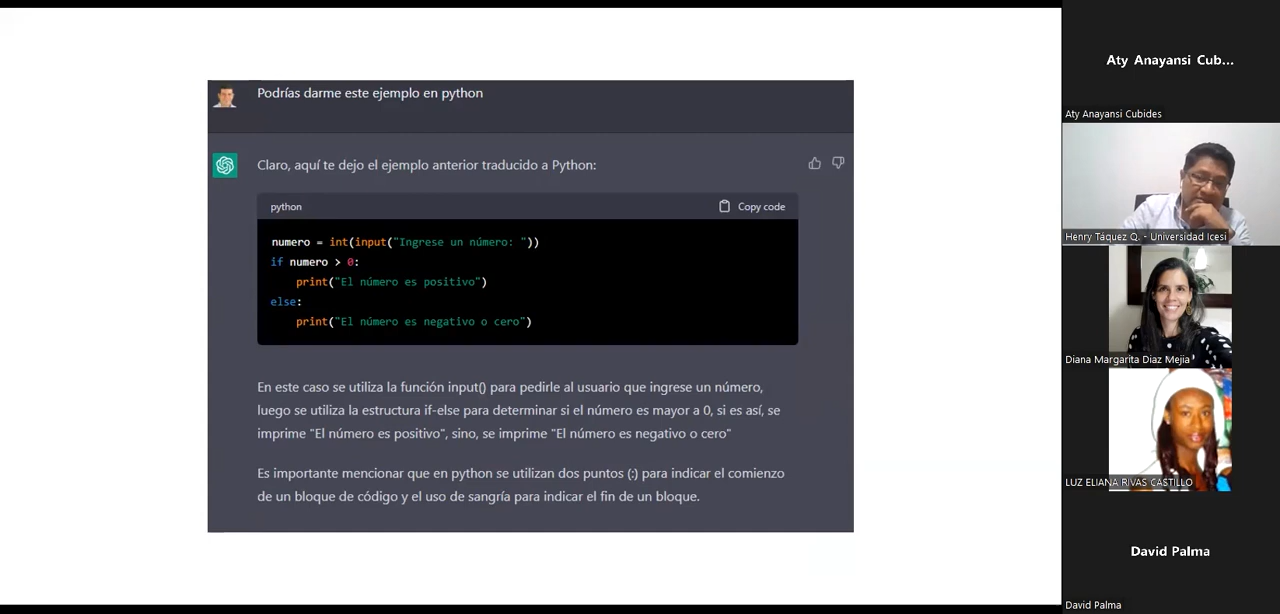 Podrías darme este ejemplo en python
Claro, aquí te dejo el ejemplo anterior traducido a Python:
python
Copy code
numero = int(input("Ingrese un número: "))
if numero > 0:
    print("El número es positivo")
else:
    print("El número es negativo o cero")
En este caso se utiliza la función input() para pedirle al usuario que ingrese un número,
luego se utiliza la estructura if-else para determinar si el número es mayor a 0, si es así, se
imprime "El número es positivo", sino, se imprime "El número es negativo o cero"
Es importante mencionar que en python se utilizan dos puntos (:) para indicar el comienzo
de un bloque de código y el uso de sangría para indicar el fin de un bloque.
Aty Anayansi Cub...
Aty Anayansi Cubides
Henry Táquez Q. - Universidad Icesi
Diana Margarita Diaz Mejia
LUZ ELIANA RIVAS CASTILLO
David Palma
David Palma